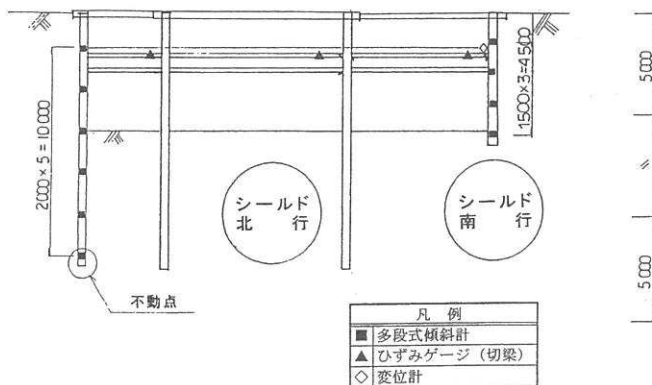 2000×5=10000
1500×3=4500
5000
5000
シールド
北 行
シールド
南 行
不動点
凡 例
■ 多段式傾斜計
▲ ひずみゲージ (切梁)
◇ 変位計